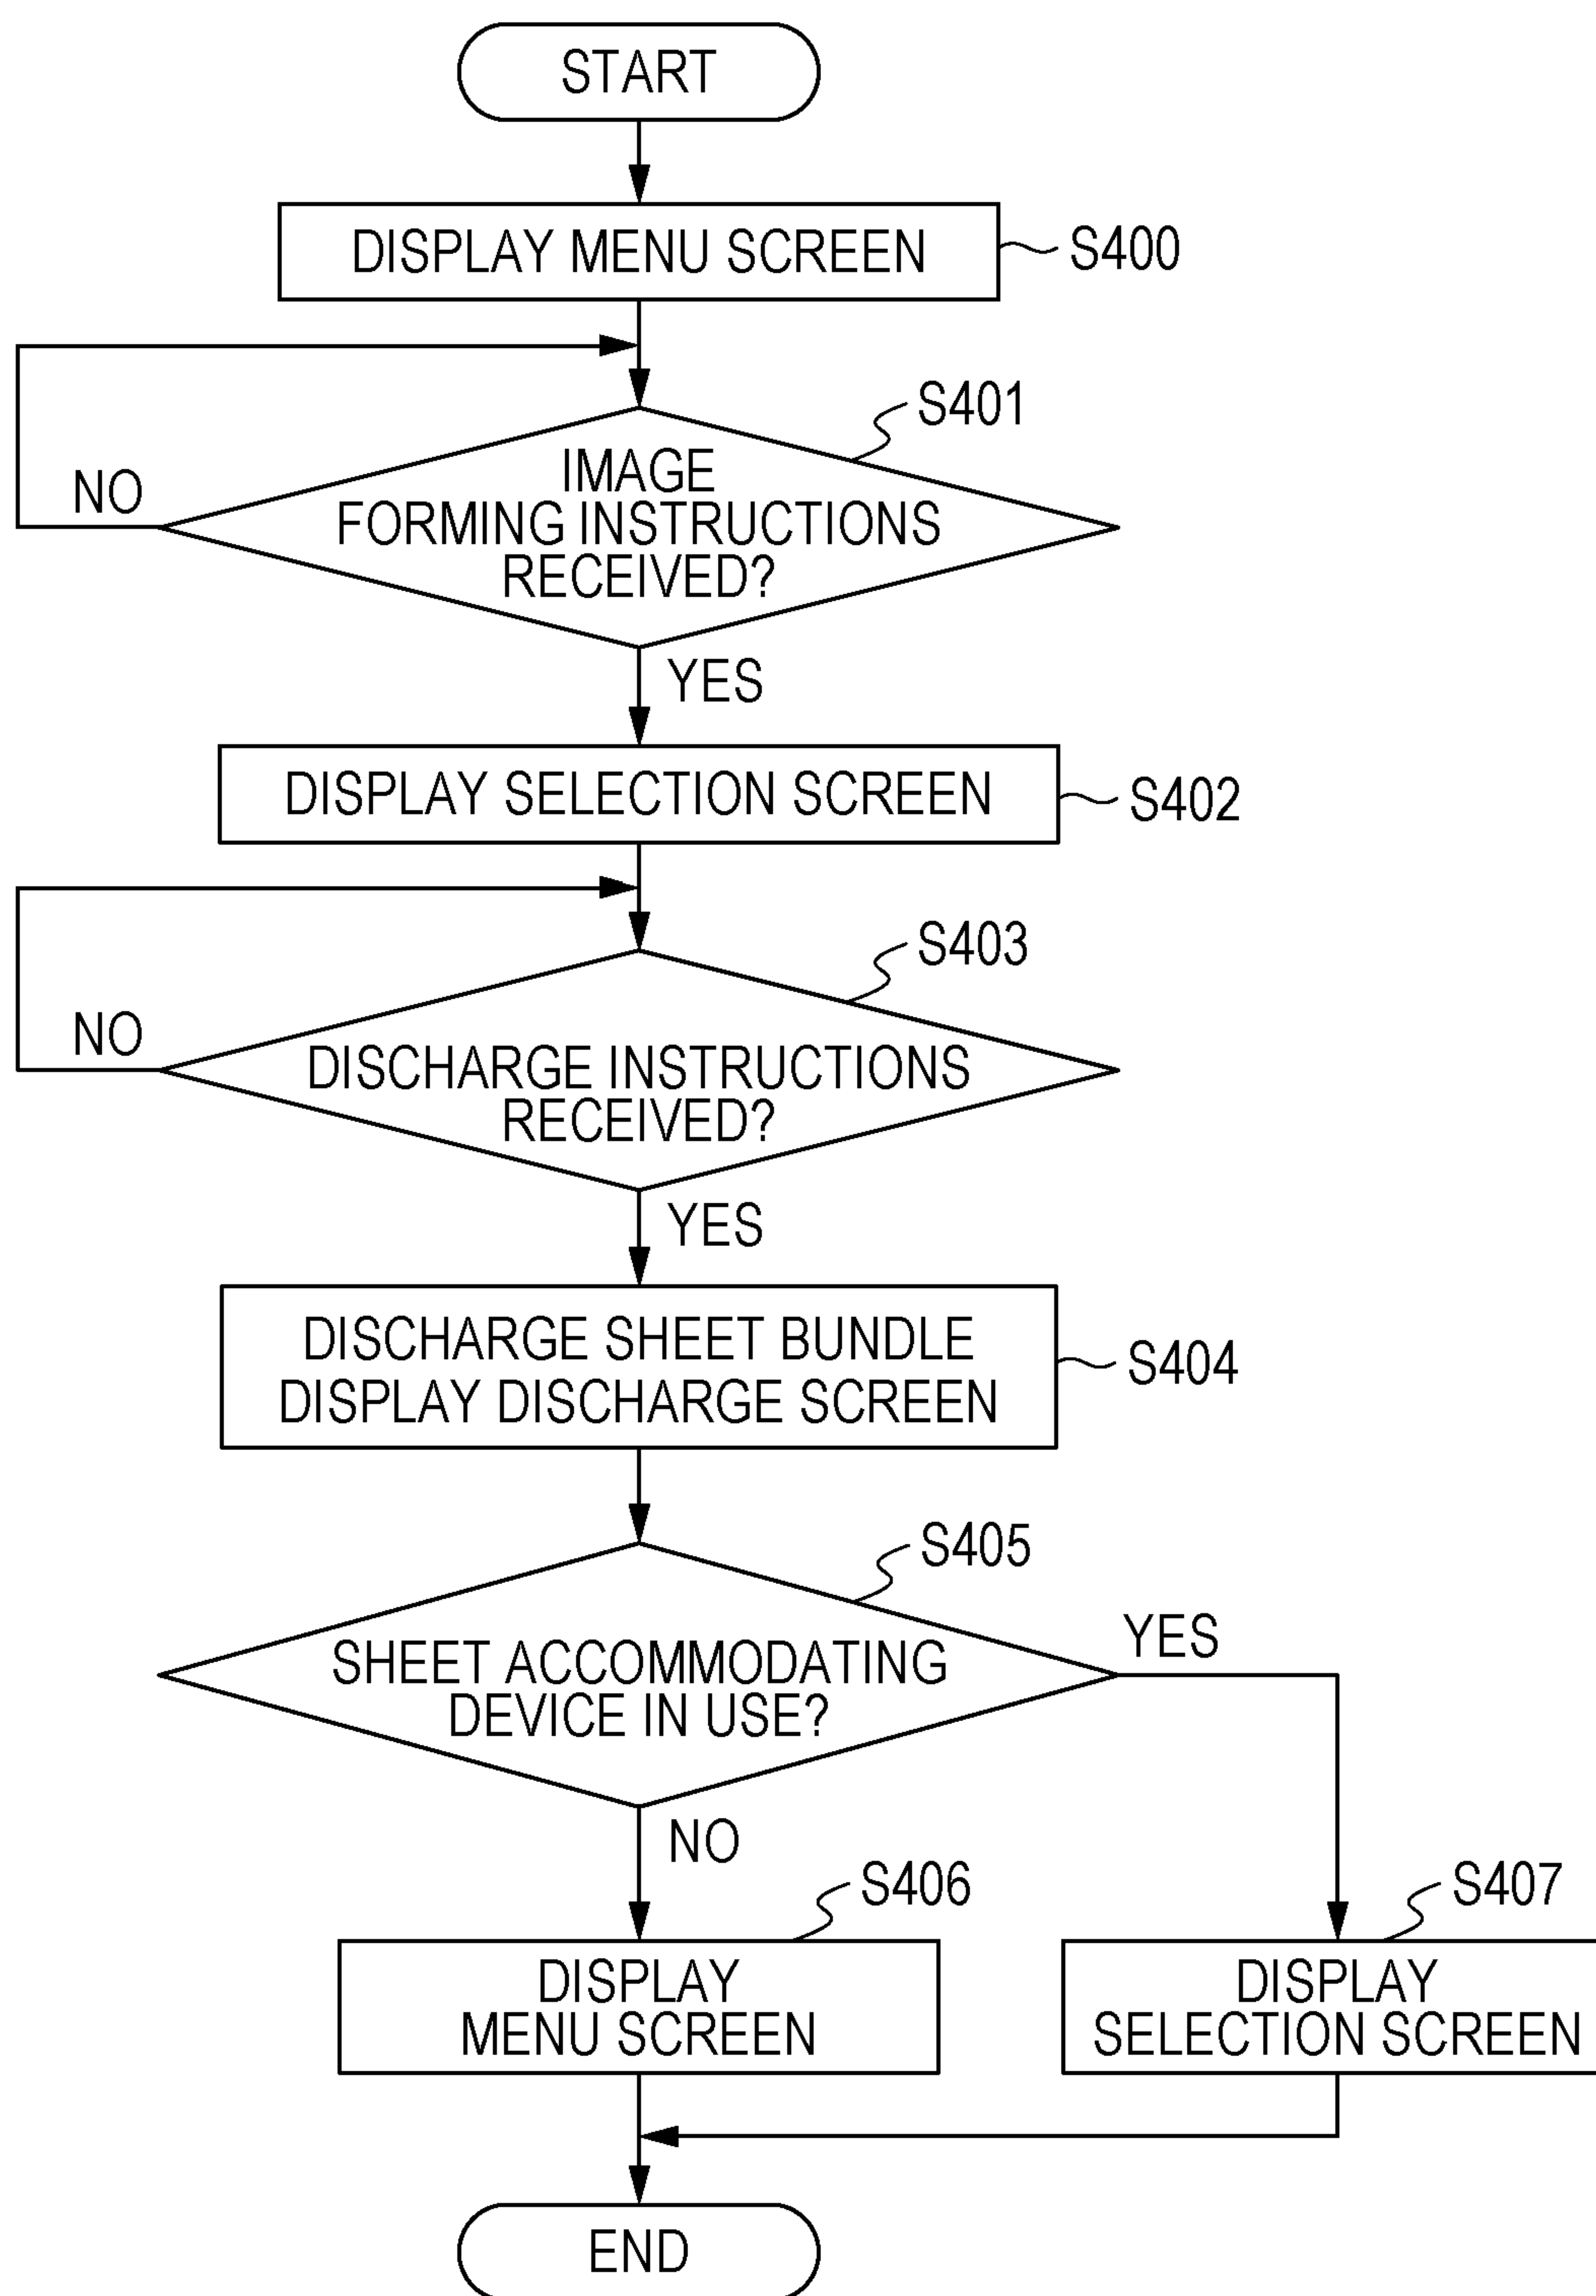 START
DISPLAY MENU SCREEN
S400
S401
IMAGE
FORMING INSTRUCTIONS
RECEIVED?
NO
YES
DISPLAY SELECTION SCREEN
S402
S403
DISCHARGE INSTRUCTIONS
RECEIVED?
NO
YES
DISCHARGE SHEET BUNDLE
DISPLAY DISCHARGE SCREEN
S404
S405
SHEET ACCOMMODATING
DEVICE IN USE?
YES
NO
S406
DISPLAY
MENU SCREEN
S407
DISPLAY
SELECTION SCREEN
END